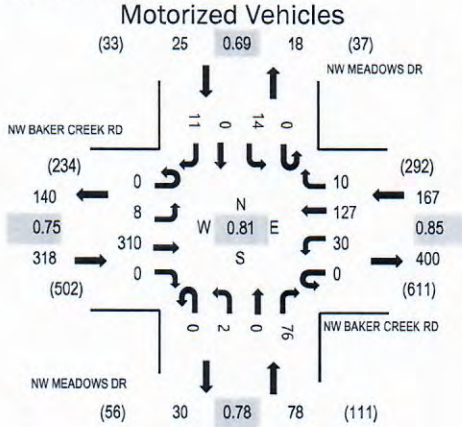 Motorized Vehicles
(33) 25 0.69 18 (37)
NW MEADOWS DR
NW BAKER CREEK RD
11 0 14 0
(234) 0 10 (292)
140 8 127 167
0.75 310 W N 0.81 E S 30 0.85
318 0 0 400
(502) (611)
0 2 0 76
NW BAKER CREEK RD
NW MEADOWS DR
(56) 30 0.78 78 (111)